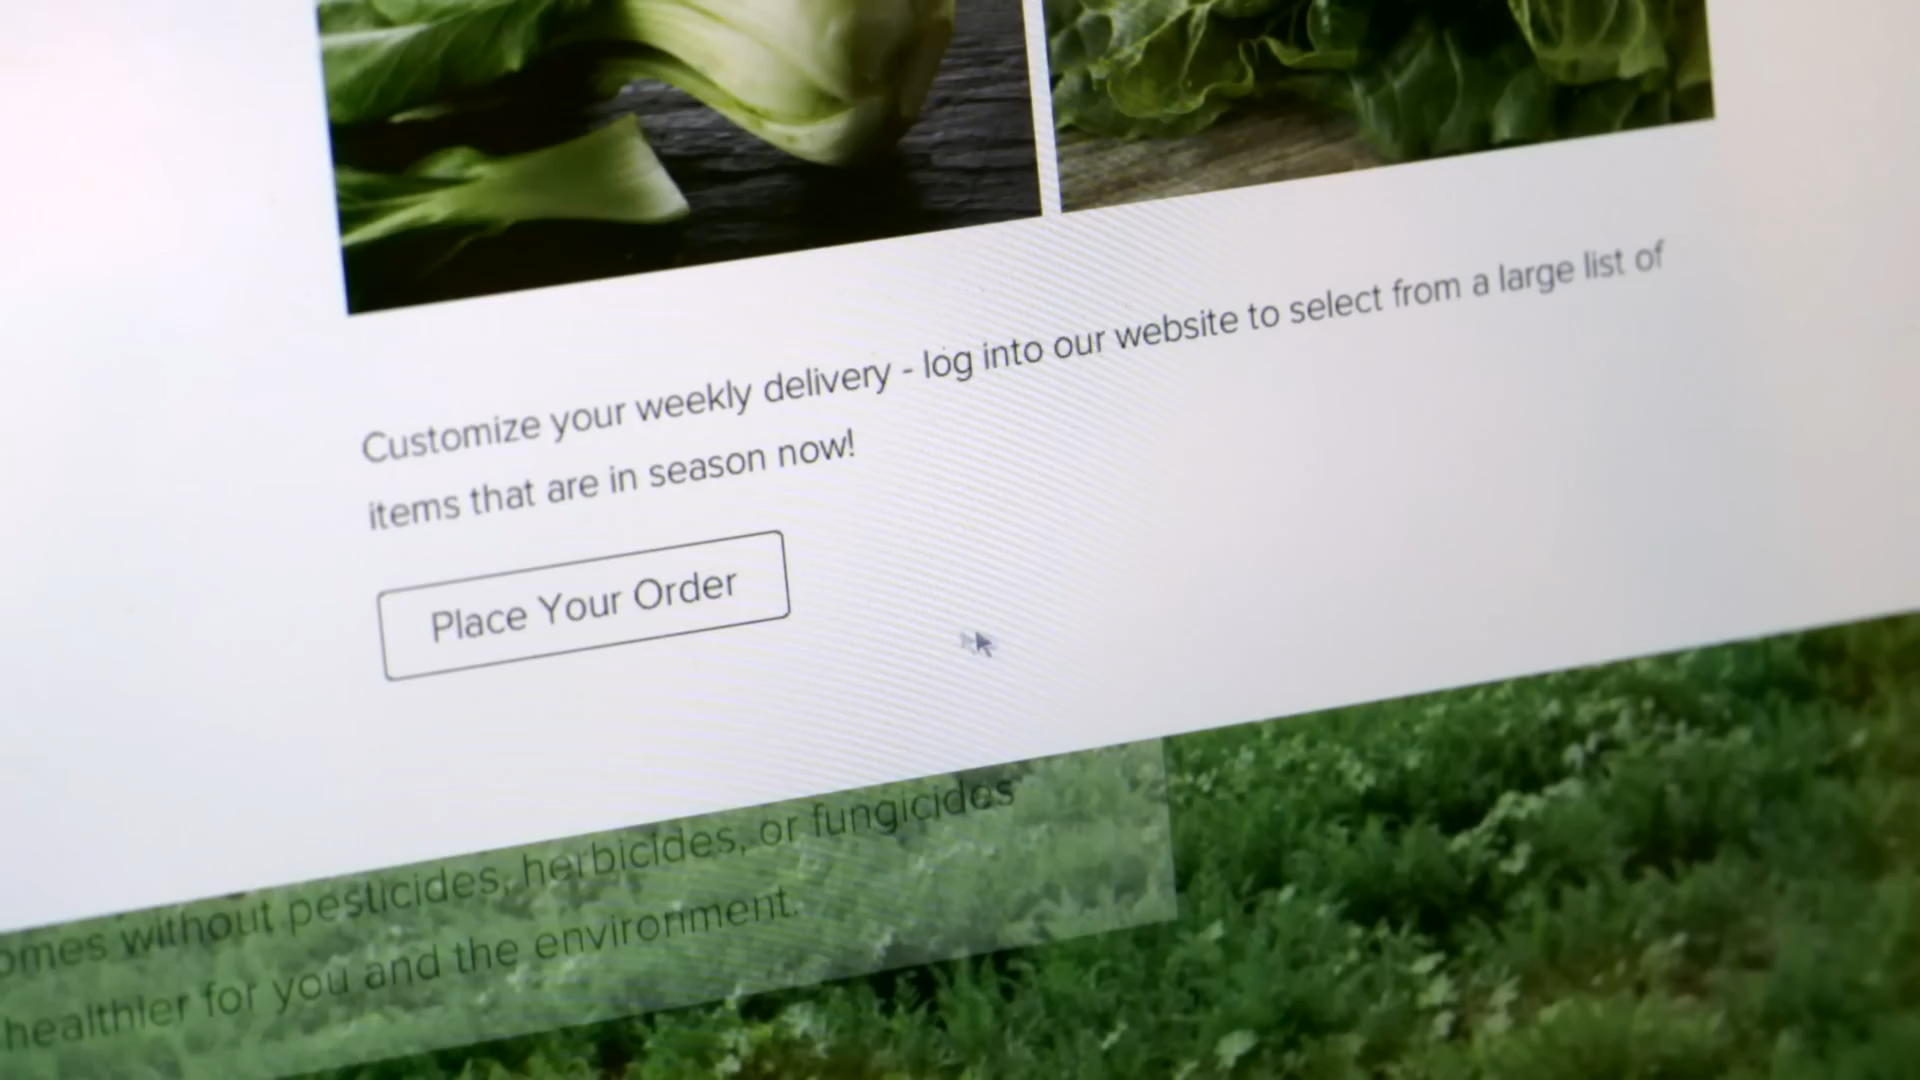 Customize your weekly delivery - log into our website to select from a large list of
items that are in season now!
Place Your Order
omes without pesticides, herbicides, or fungicides
healthier for you and the environment.